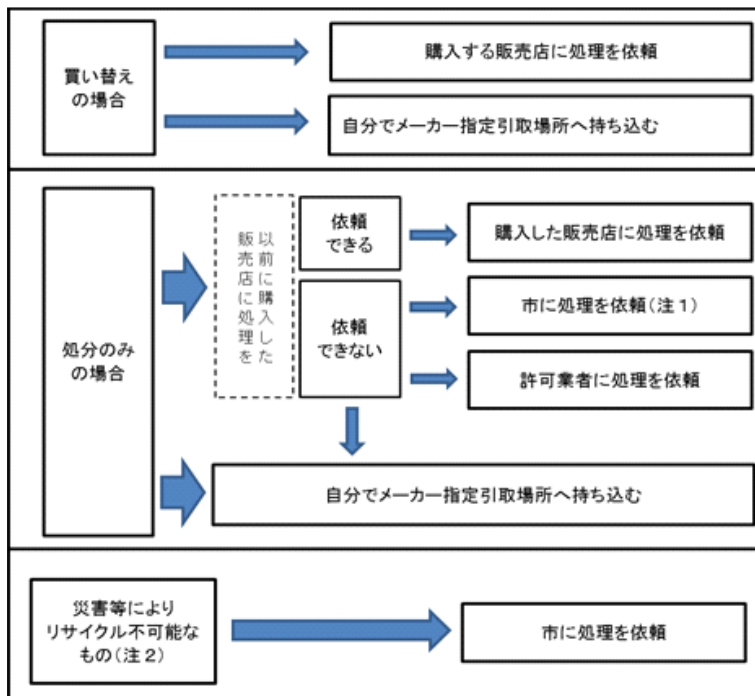 買い替え
の場合
購入する販売店に処理を依頼
自分でメーカー指定引取場所へ持ち込む
処分のみ
の場合
以前に購入した
販売店に処理を
依頼
できる
購入した販売店に処理を依頼
依頼
できない
市に処理を依頼(注1)
許可業者に処理を依頼
自分でメーカー指定引取場所へ持ち込む
災害等により
リサイクル不可能な
もの(注2)
市に処理を依頼